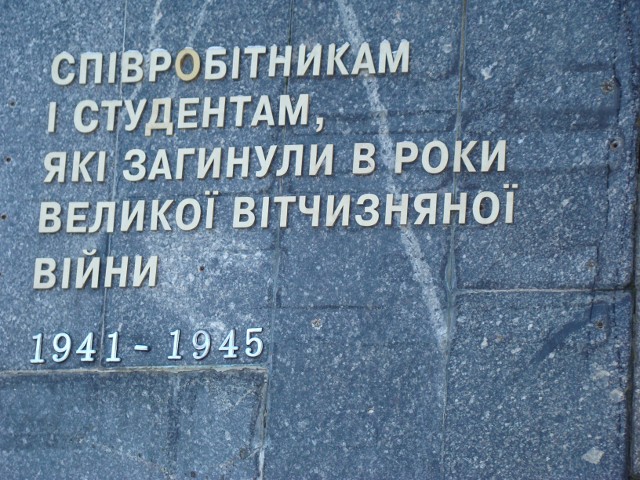 СПІВРОБІТНИКАМ
І СТУДЕНТАМ,
ЯКІ ЗАГИНУЛИ В РОКИ
ВЕЛИКОЇ ВІТЧИЗНЯНОЇ
ВІЙНИ
1941 - 1945